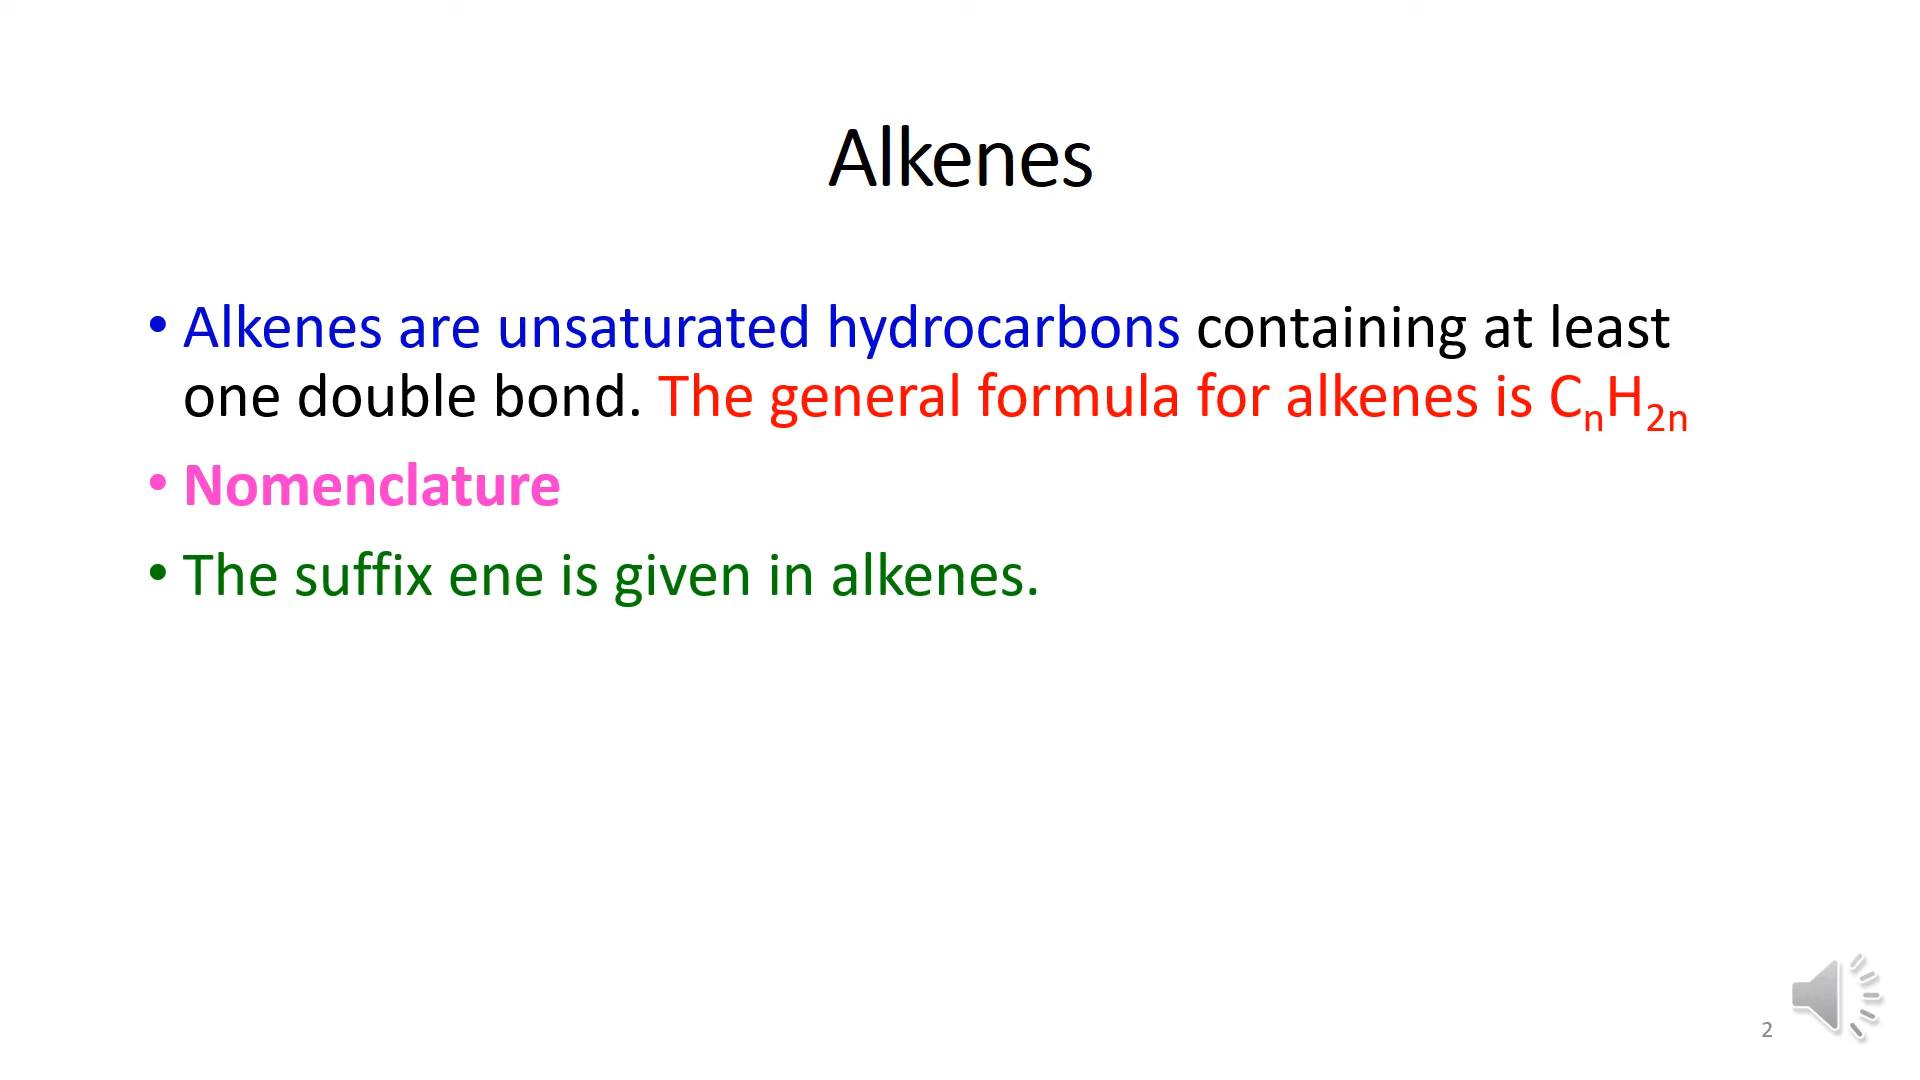 Alkenes
• Alkenes are unsaturated hydrocarbons containing at least
one double bond. The general formula for alkenes is CₙH₂ₙ
• Nomenclature
• The suffix ene is given in alkenes.
2